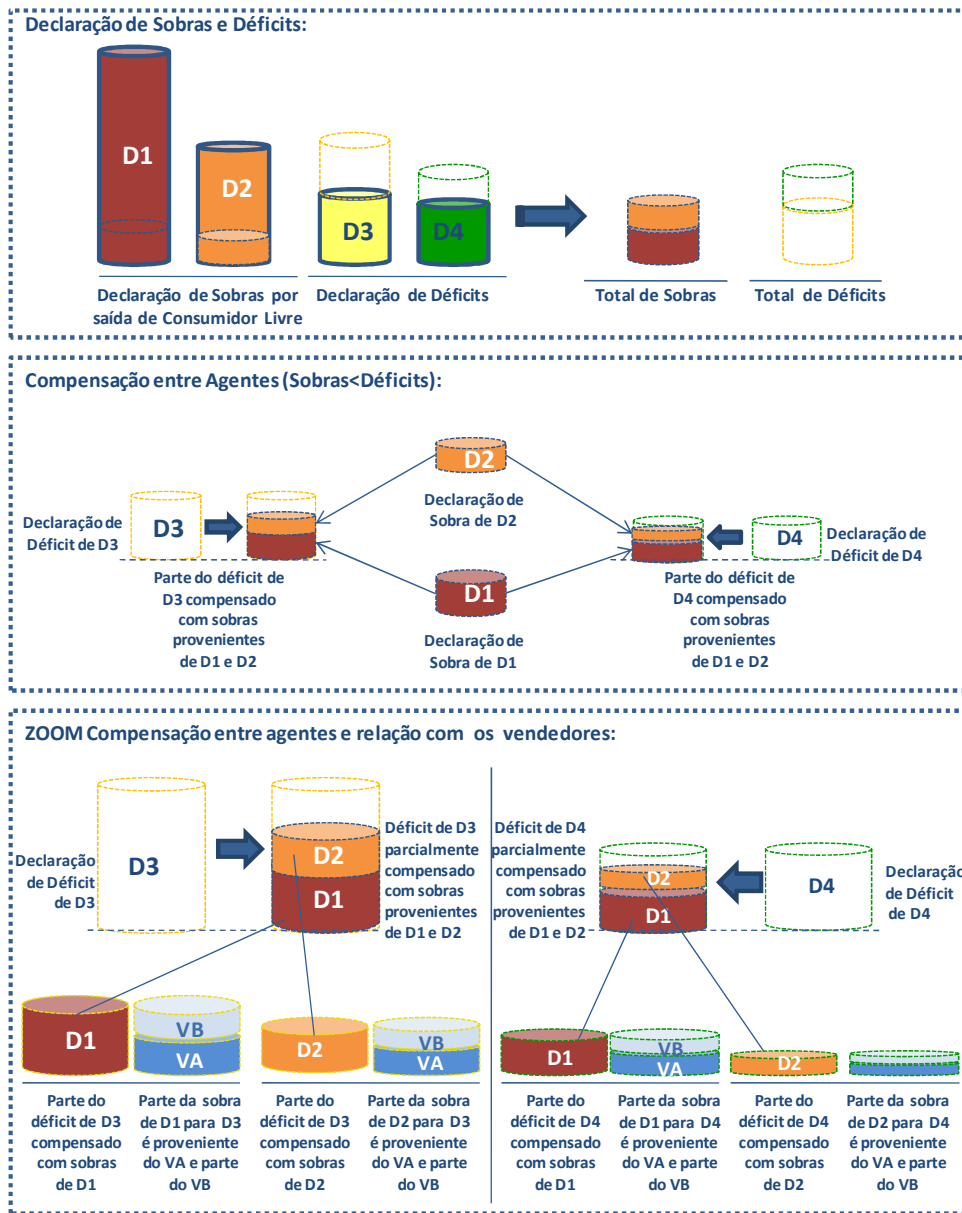 Declaração de Sobras e Déficits:
D1
D2
D3
D4
Declaração de Sobras por
saída de Consumidor Livre
Declaração de Déficits
Total de Sobras
Total de Déficits
Compensação entre Agentes (Sobras<Déficits):
D2
Declaração de
Sobra de D2
Declaração de
Déficit de D3
D3
D4
Declaração de
Déficit de D4
Parte do déficit de
D3 compensado
com sobras
provenientes
de D1 e D2
D1
Declaração de
Sobra de D1
Parte do déficit de
D4 compensado
com sobras
provenientes
de D1 e D2
ZOOM Compensação entre agentes e relação com os vendedores:
Declaração
de Déficit
de D3
D3
D2
D1
Déficit de D3
parcialmente
compensado
com sobras
provenientes
de D1 e D2
Déficit de D4
parcialmente
compensado
com sobras
provenientes
de D1 e D2
D2
D1
D4
Declaração
de Déficit
de D4
D1
VB
VA
D2
VB
VA
D1
VB
VA
D2
Parte do
déficit de D3
compensado
com sobras
de D1
Parte da sobra
de D1 para D3
é proveniente
do VA e parte
do VB
Parte do
déficit de D3
compensado
com sobras
de D2
Parte da sobra
de D2 para D3
é proveniente
do VA e parte
do VB
Parte do
déficit de D4
compensado
com sobras
de D1
Parte da sobra
de D1 para D4
é proveniente
do VA e parte
do VB
Parte do
déficit de D4
compensado
com sobras
de D2
Parte da sobra
de D2 para D4
é proveniente
do VA e parte
do VB